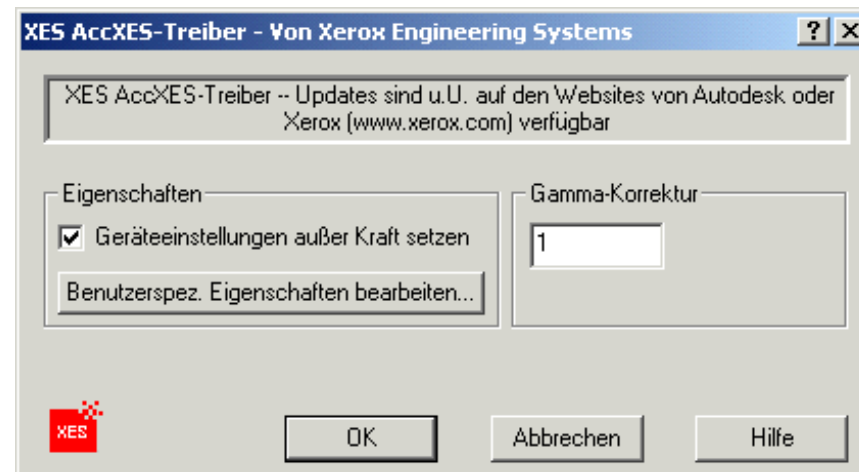 XES AccXES-Treiber - Von Xerox Engineering Systems
XES AccXES-Treiber -- Updates sind u.U. auf den Websites von Autodesk oder
Xerox (www.xerox.com) verfügbar
Eigenschaften
Geräteeinstellungen außer Kraft setzen
Benutzerspez. Eigenschaften bearbeiten...
Gamma-Korrektur
1
XES
OK
Abbrechen
Hilfe